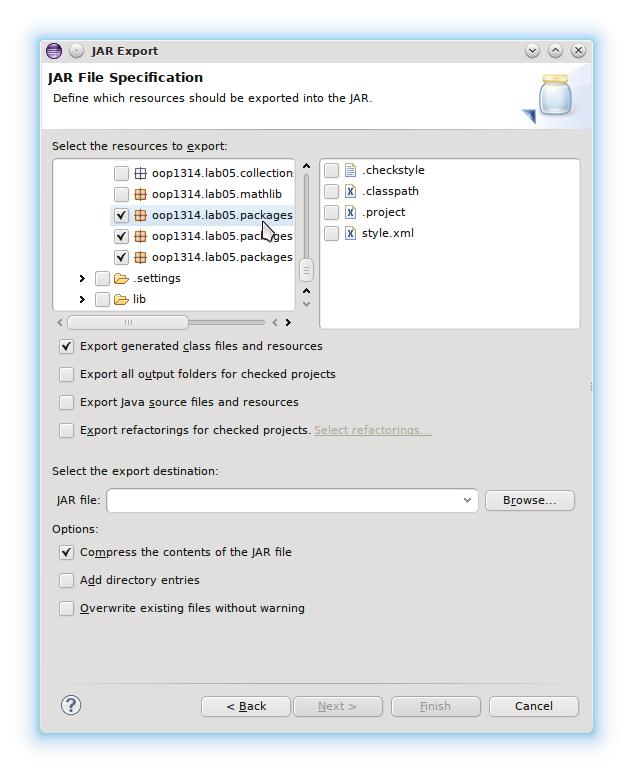 JAR Export
JAR File Specification
Define which resources should be exported into the JAR.
Select the resources to export:
oop1314.lab05.collection
oop1314.lab05.mathlib
oop1314.lab05.packages
oop1314.lab05.packages
oop1314.lab05.packages
.settings
lib
.checkstyle
.classpath
.project
style.xml
Export generated class files and resources
Export all output folders for checked projects
Export Java source files and resources
Export refactorings for checked projects. Select refactorings...
Select the export destination:
JAR file:
Browse...
Options:
Compress the contents of the JAR file
Add directory entries
Overwrite existing files without warning
?
< Back
Next >
Finish
Cancel